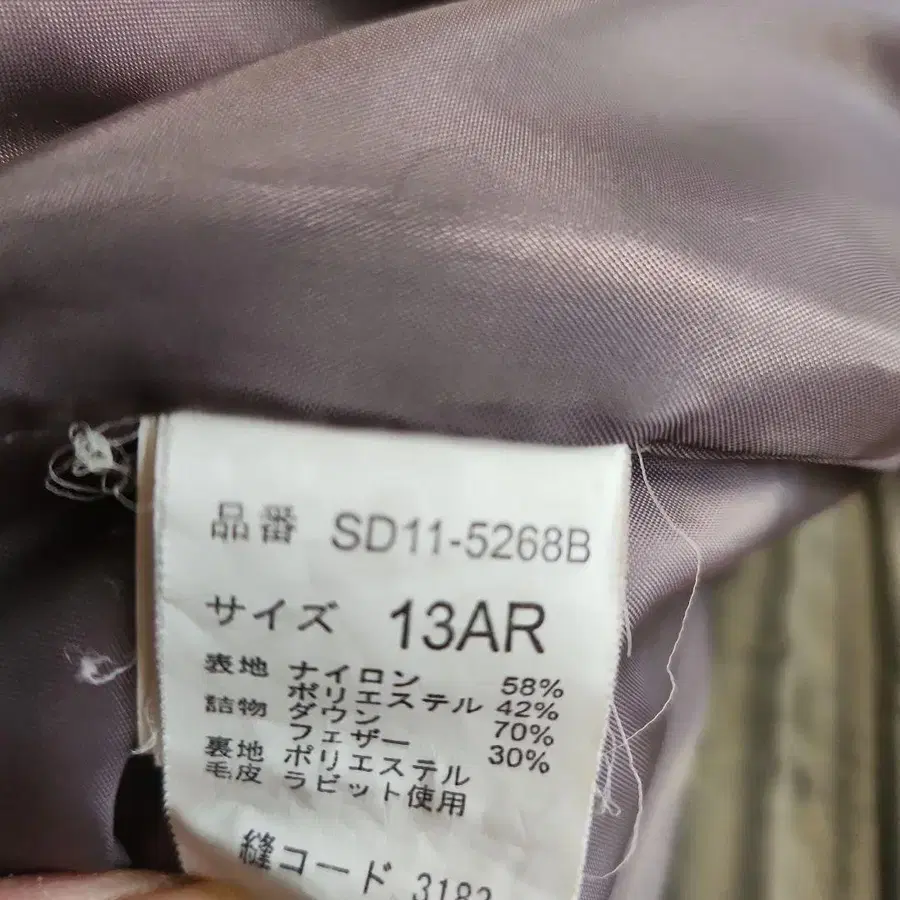 品番 SD11-5268B
サイズ 13AR
表地 ナイロン 58%
ポリエステル 42%
詰物 ダウン 70%
フェザー 30%
裏地 ポリエステル
毛皮 ラビット使用
縫コード 3182